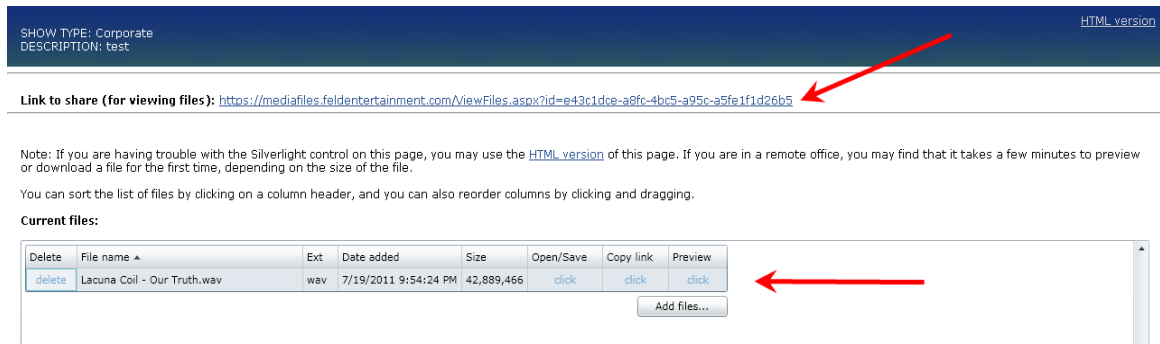 HTML version
SHOW TYPE: Corporate
DESCRIPTION: test
Link to share (for viewing files): https://mediafiles.feldentertainment.com/ViewFiles.aspx?id=e43c1dce-a8fc-4bc5-a95c-a5fe1f1d26b5
Note: If you are having trouble with the Silverlight control on this page, you may use the HTML version of this page. If you are in a remote office, you may find that it takes a few minutes to preview
or download a file for the first time, depending on the size of the file.
You can sort the list of files by clicking on a column header, and you can also reorder columns by clicking and dragging.
Current files:
Delete File name Ext Date added Size Open/Save Copy link Preview
delete Lacuna Coil - Our Truth.wav wav 7/19/2011 9:54:24 PM 42,889,466 click click click
Add files...